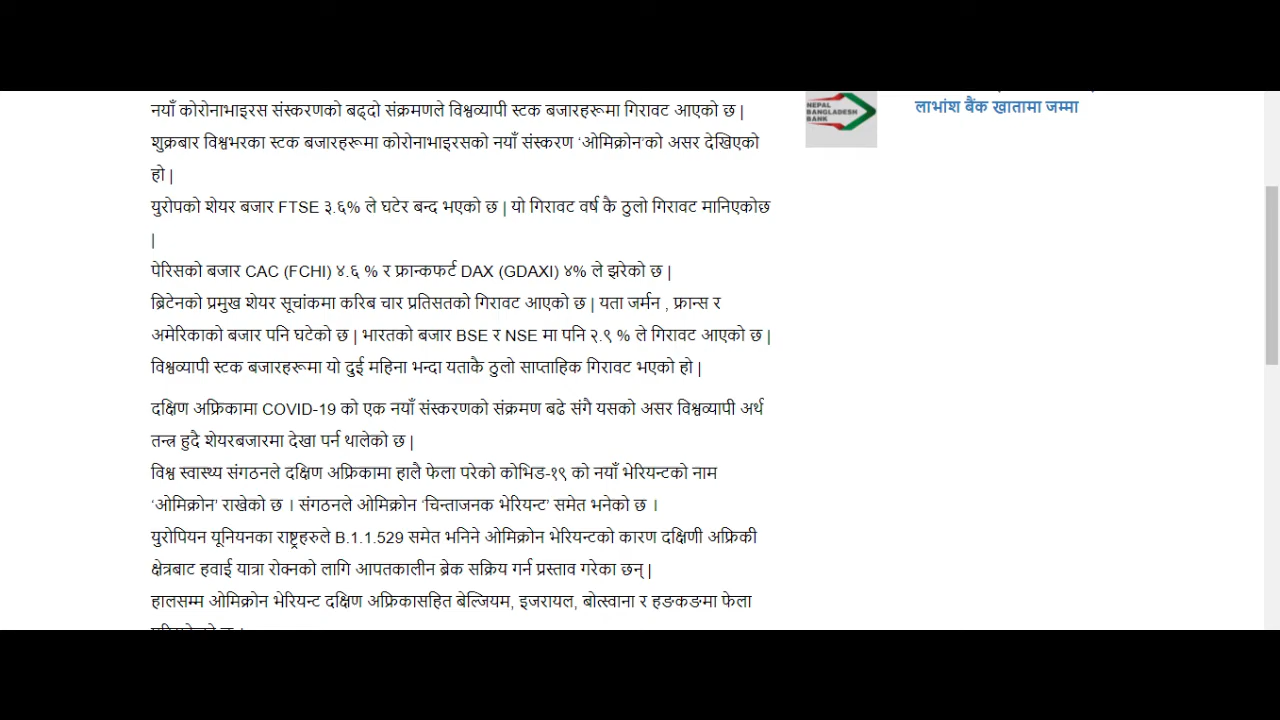 नयाँ कोरोनाभाइरस संस्करणको बढ्दो संक्रमणले विश्वव्यापी स्टक बजारहरूमा गिरावट आएको छ |
शुक्रबार विश्वभरका स्टक बजारहरूमा कोरोनाभाइरसको नयाँ संस्करण ‘ओमिक्रोन’को असर देखिएको
हो |
युरोपको शेयर बजार FTSE ३.६% ले घटेर बन्द भएको छ | यो गिरावट वर्ष कै ठुलो गिरावट मानिएकोछ
|
पेरिसको बजार CAC (FCHI) ४.६ % र फ्रान्कफर्ट DAX (GDAXI) ४% ले झरेको छ |
ब्रिटेनको प्रमुख शेयर सूचांकमा करिब चार प्रतिसतको गिरावट आएको छ | यता जर्मन , फ्रान्स र
अमेरिकाको बजार पनि घटेको छ | भारतको बजार BSE र NSE मा पनि २.९ % ले गिरावट आएको छ |
विश्वव्यापी स्टक बजारहरूमा यो दुई महिना भन्दा यताकै ठुलो साप्ताहिक गिरावट भएको हो |
दक्षिण अफ्रिकामा COVID-19 को एक नयाँ संस्करणको संक्रमण बढे संगै यसको असर विश्वव्यापी अर्थ
तन्त्र हुदै शेयरबजारमा देखा पर्न थालेको छ |
विश्व स्वास्थ्य संगठनले दक्षिण अफ्रिकामा हालै फेला परेको कोभिड-१९ को नयाँ भेरियन्टको नाम
‘ओमिक्रोन’ राखेको छ । संगठनले ओमिक्रोन ‘चिन्ताजनक भेरियन्ट’ समेत भनेको छ ।
युरोपियन यूनियनका राष्ट्रहरुले B.1.1.529 समेत भनिने ओमिक्रोन भेरियन्टको कारण दक्षिणी अफ्रिकी
क्षेत्रबाट हवाई यात्रा रोक्नको लागि आपतकालीन ब्रेक सक्रिय गर्न प्रस्ताव गरेका छन् |
हालसम्म ओमिक्रोन भेरियन्ट दक्षिण अफ्रिकासहित बेल्जियम, इजरायल, बोत्स्वाना र हङकङमा फेला
NEPAL
BANGLADESH
BANK
लाभांश बैंक खातामा जम्मा